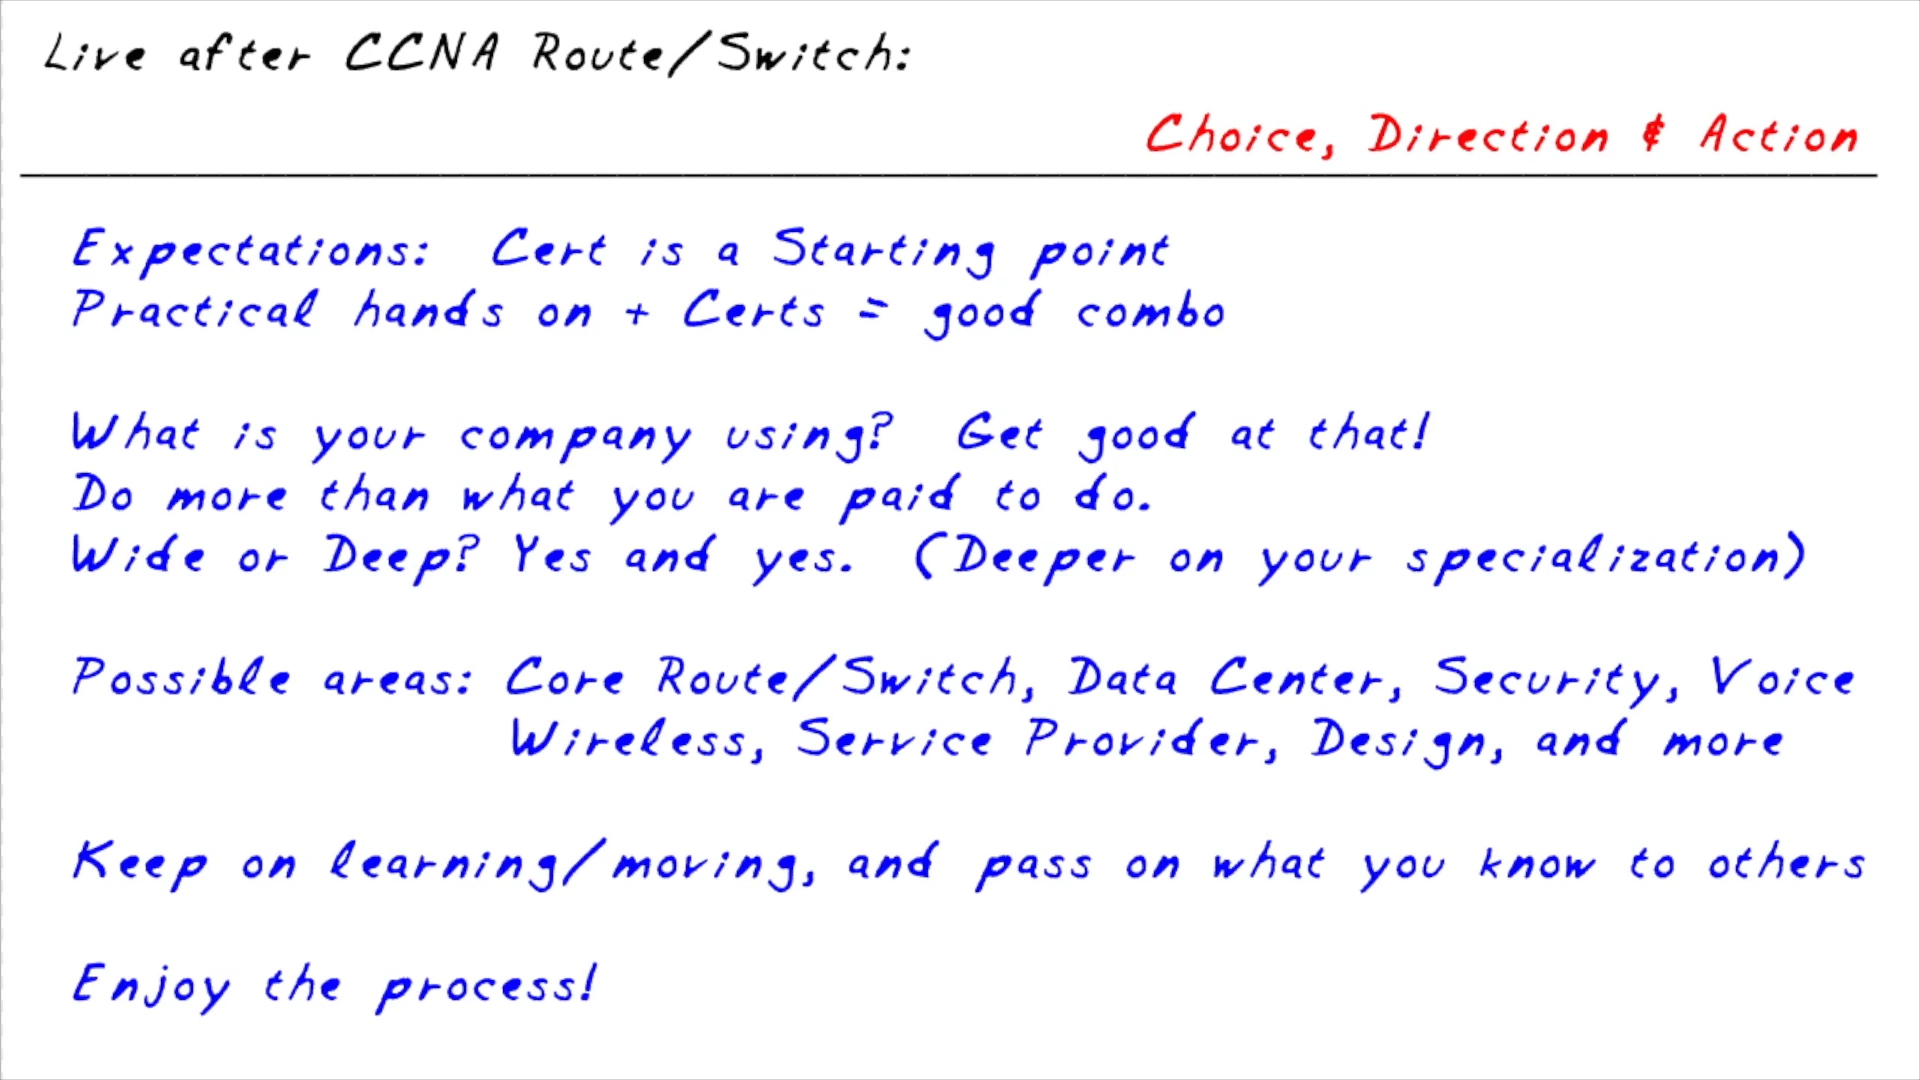 Live after CCNA Route/Switch:
Choice, Direction & Action
Expectations: Cert is a Starting point
Practical hands on + Certs = good combo
What is your company using? Get good at that!
Do more than what you are paid to do.
Wide or Deep? Yes and yes. (Deeper on your specialization)
Possible areas: Core Route/Switch, Data Center, Security, Voice
Wireless, Service Provider, Design, and more
Keep on learning/moving, and pass on what you know to others
Enjoy the process!